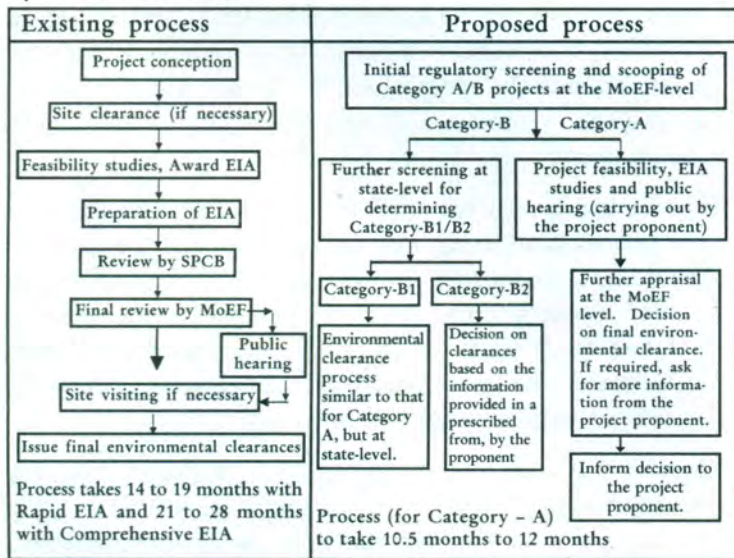 Existing process
Project conception
Site clearance (if necessary)
Feasibility studies, Award EIA
Preparation of EIA
Review by SPCB
Final review by MoEF
Public
hearing
Site visiting if necessary
Issue final environmental clearances
Process takes 14 to 19 months with
Rapid EIA and 21 to 28 months
with Comprehensive EIA
Proposed process
Initial regulatory screening and scooping of
Category A/B projects at the MoEF-level
Category-B
Category-A
Further screening at
state-level for
determining
Category-B1/B2
Project feasibility, EIA
studies and public
hearing (carrying out by
the project proponent)
Category-B1
Category-B2
Environmental
clearance
process
similar to that
for Category
A, but at
state-level.
Decision on
clearances
based on the
information
provided in a
prescribed
from, by the
proponent
Further appraisal
at the MoEF
level. Decision
on final environ-
mental clearance.
If required, ask
for more informa-
tion from the
project proponent.
Inform decision to
the project
proponent.
Process (for Category – A)
to take 10.5 months to 12 months